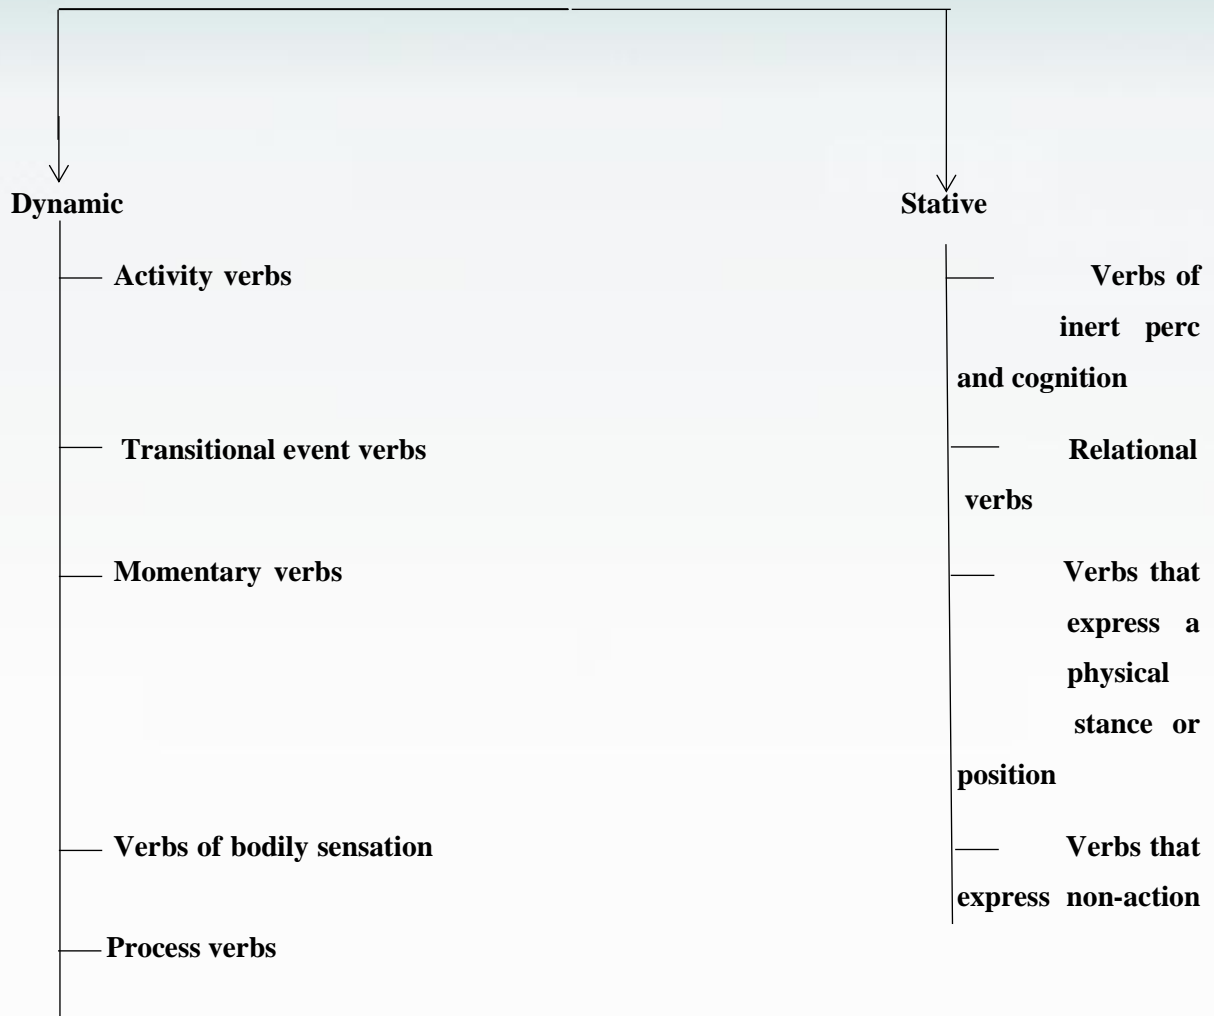 Dynamic
Activity verbs
Transitional event verbs
Momentary verbs
Verbs of bodily sensation
Process verbs
Stative
Verbs of
inert perc
and cognition
Relational
verbs
Verbs that
express a
physical
stance or
position
Verbs that
express non-action